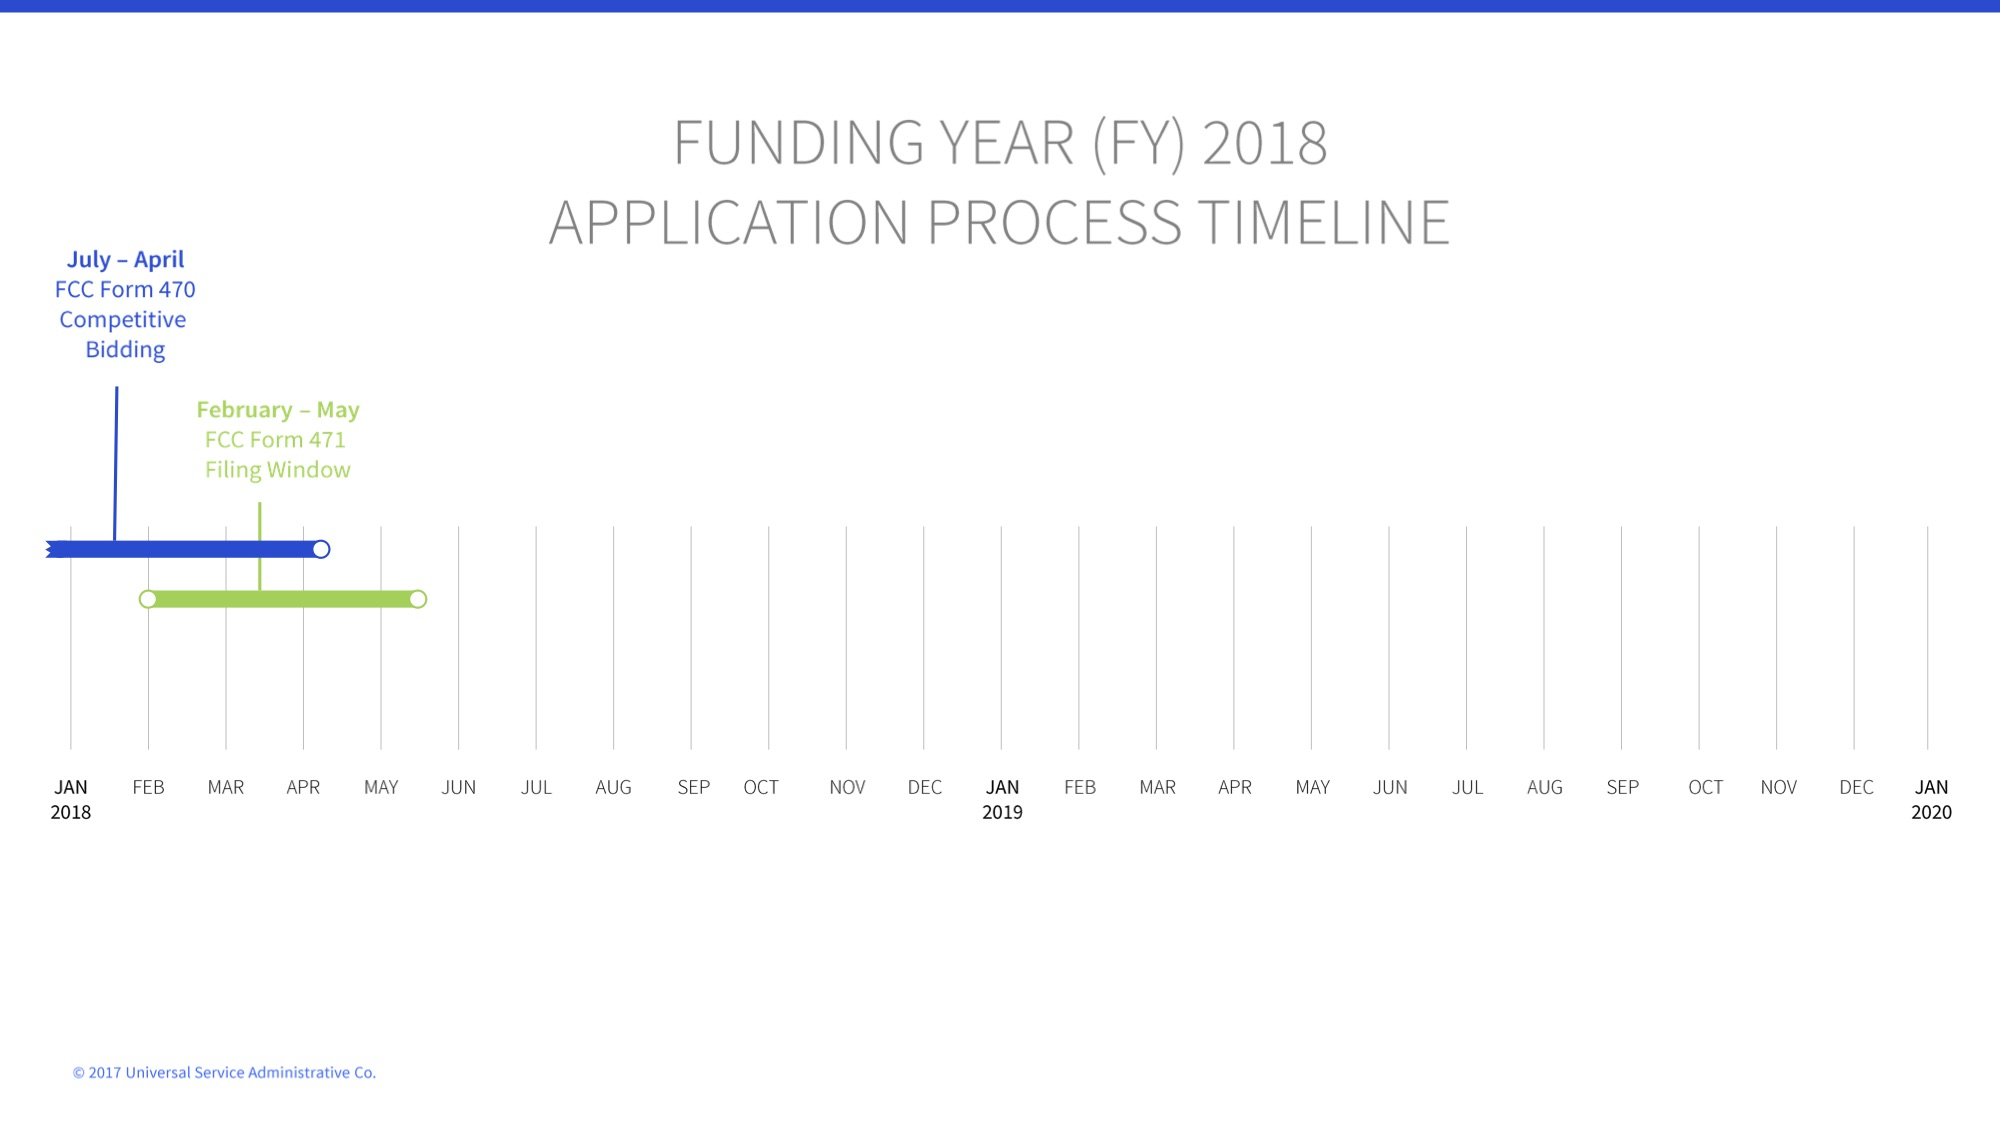 FUNDING YEAR (FY) 2018
APPLICATION PROCESS TIMELINE
July – April
FCC Form 470
Competitive
Bidding
February – May
FCC Form 471
Filing Window
JAN 2018 FEB MAR APR MAY JUN JUL AUG SEP OCT NOV DEC JAN 2019 FEB MAR APR MAY JUN JUL AUG SEP OCT NOV DEC JAN 2020
© 2017 Universal Service Administrative Co.